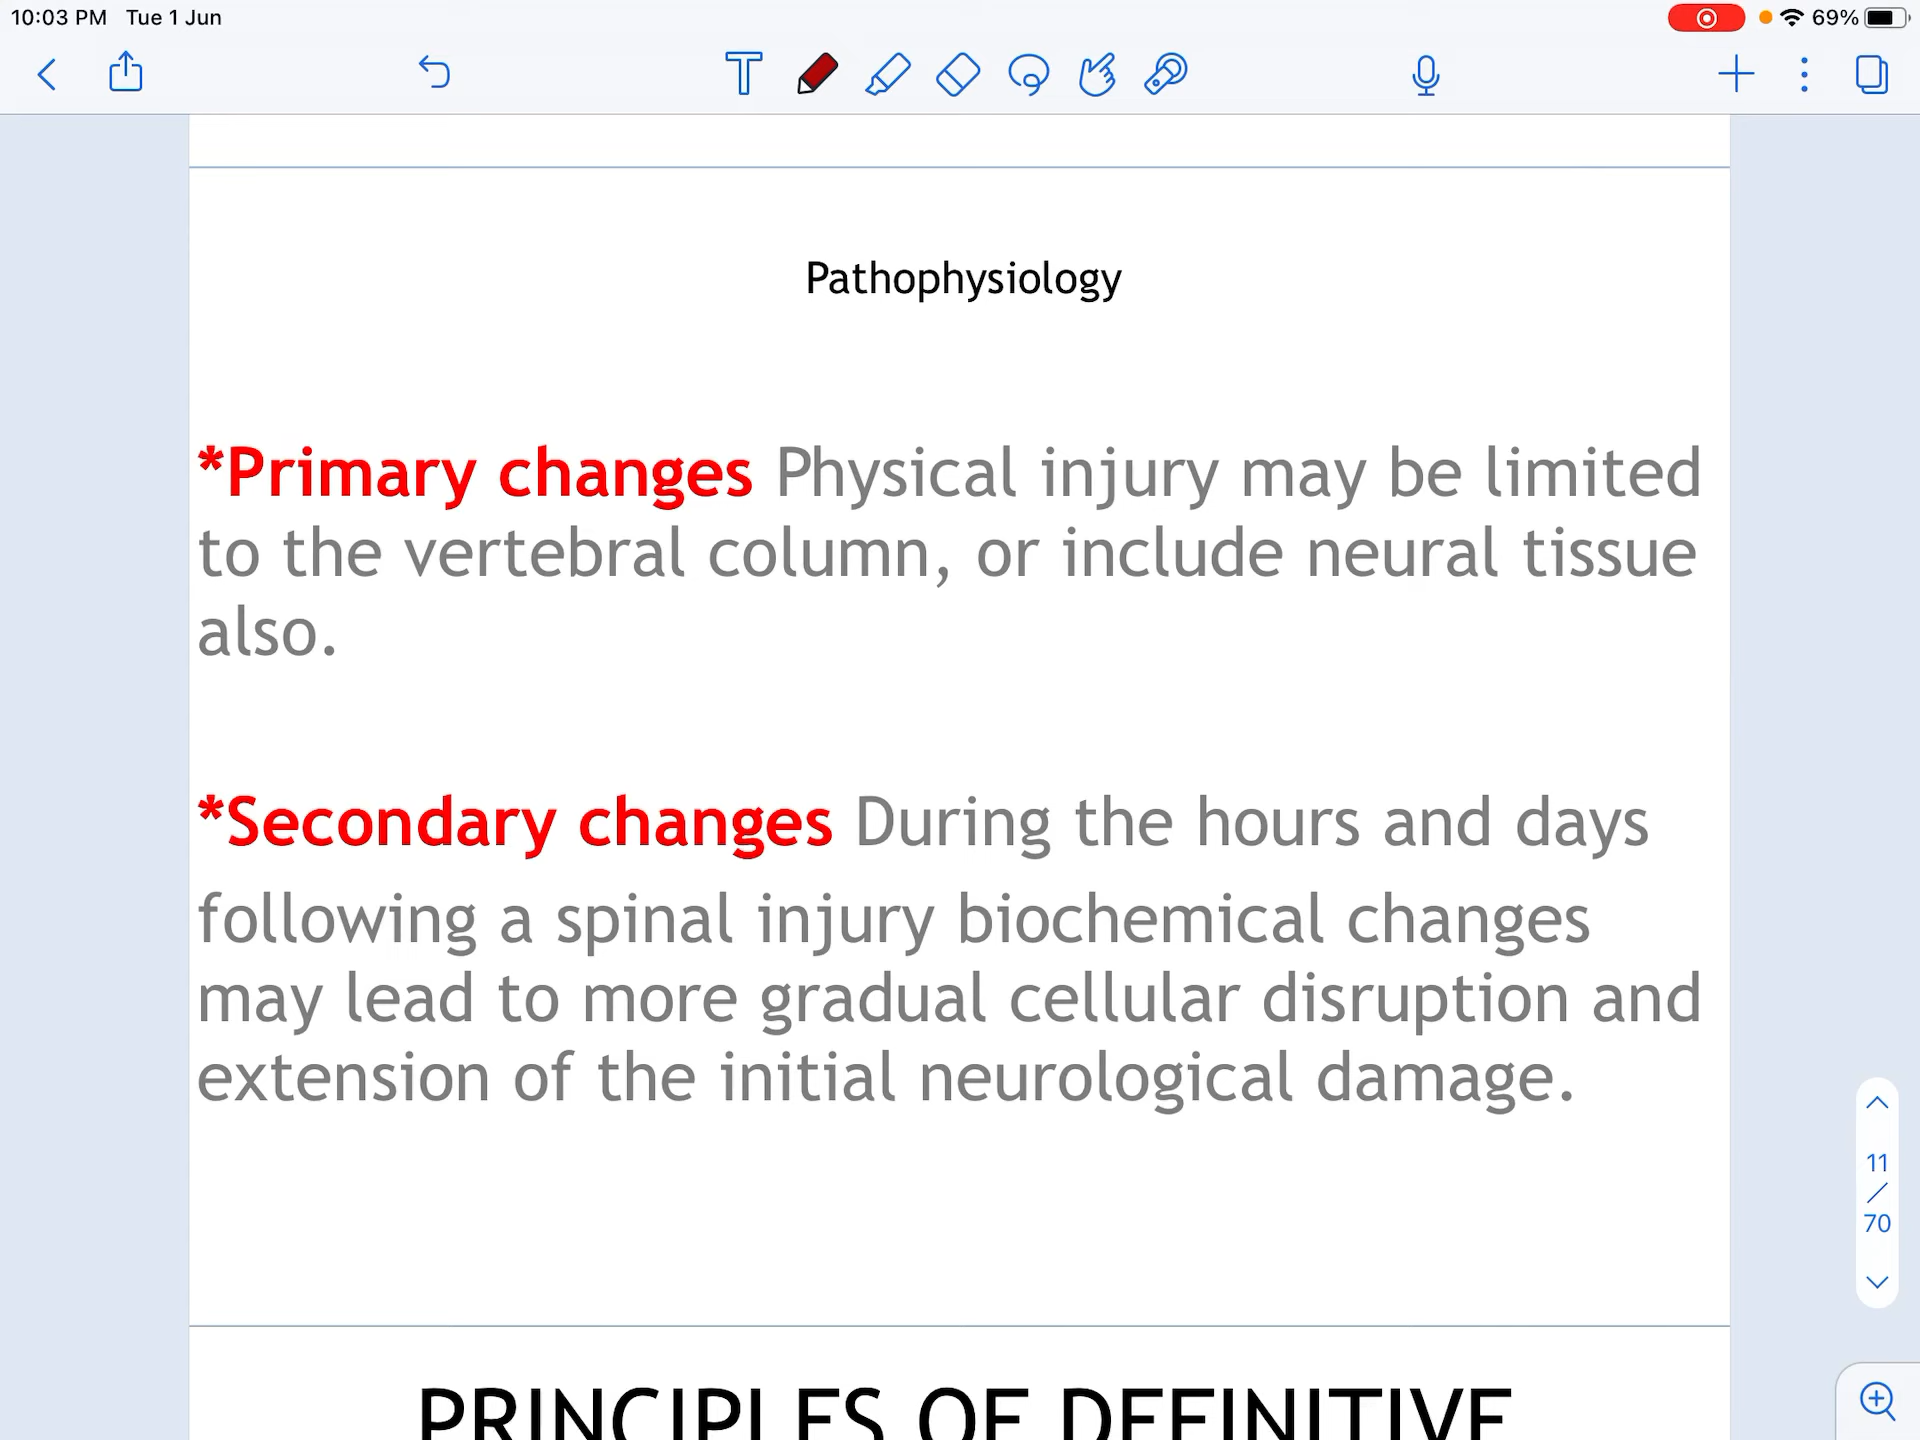 10:03 PM Tue 1 Jun
69%
Pathophysiology
*Primary changes Physical injury may be limited
to the vertebral column, or include neural tissue
also.
*Secondary changes During the hours and days
following a spinal injury biochemical changes
may lead to more gradual cellular disruption and
extension of the initial neurological damage.
11
/
70
PRINCIPLES OF DEFINITIVE